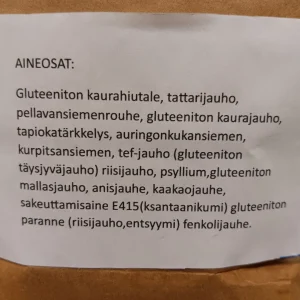 AINEOSAT:
Gluteeniton kaurahiutale, tattarijauho,
pellavansiemenrouhe, gluteeniton kaurajauho,
tapiokatärkkelys, auringonkukansiemen,
kurpitsansiemen, tef-jauho (gluteeniton
täysjyväjauho) riisijauho, psyllium,gluteeniton
mallasjauho, anisjauhe, kaakaojauhe,
sakeuttamisaine E415(ksantaanikumi) gluteeniton
paranne (riisijauho,entsyymi) fenkolijauhe.